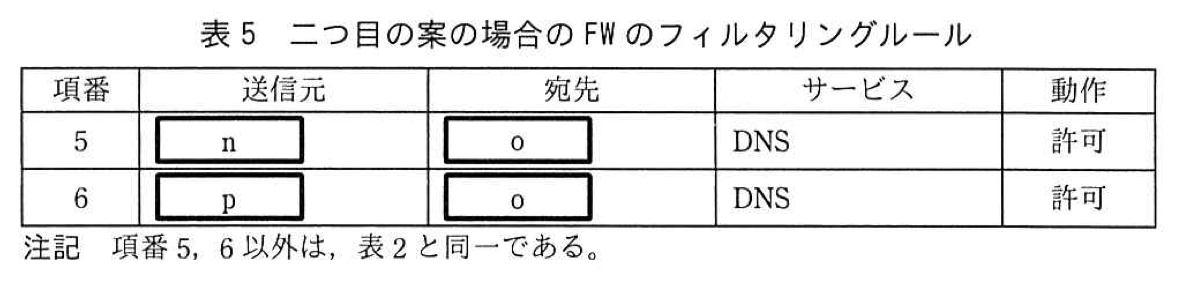 表5 二つ目の案の場合のFWのフィルタリングルール
項番 送信元 宛先 サービス 動作
5 n o DNS 許可
6 p o DNS 許可
注記 項番5，6以外は，表2と同一である。